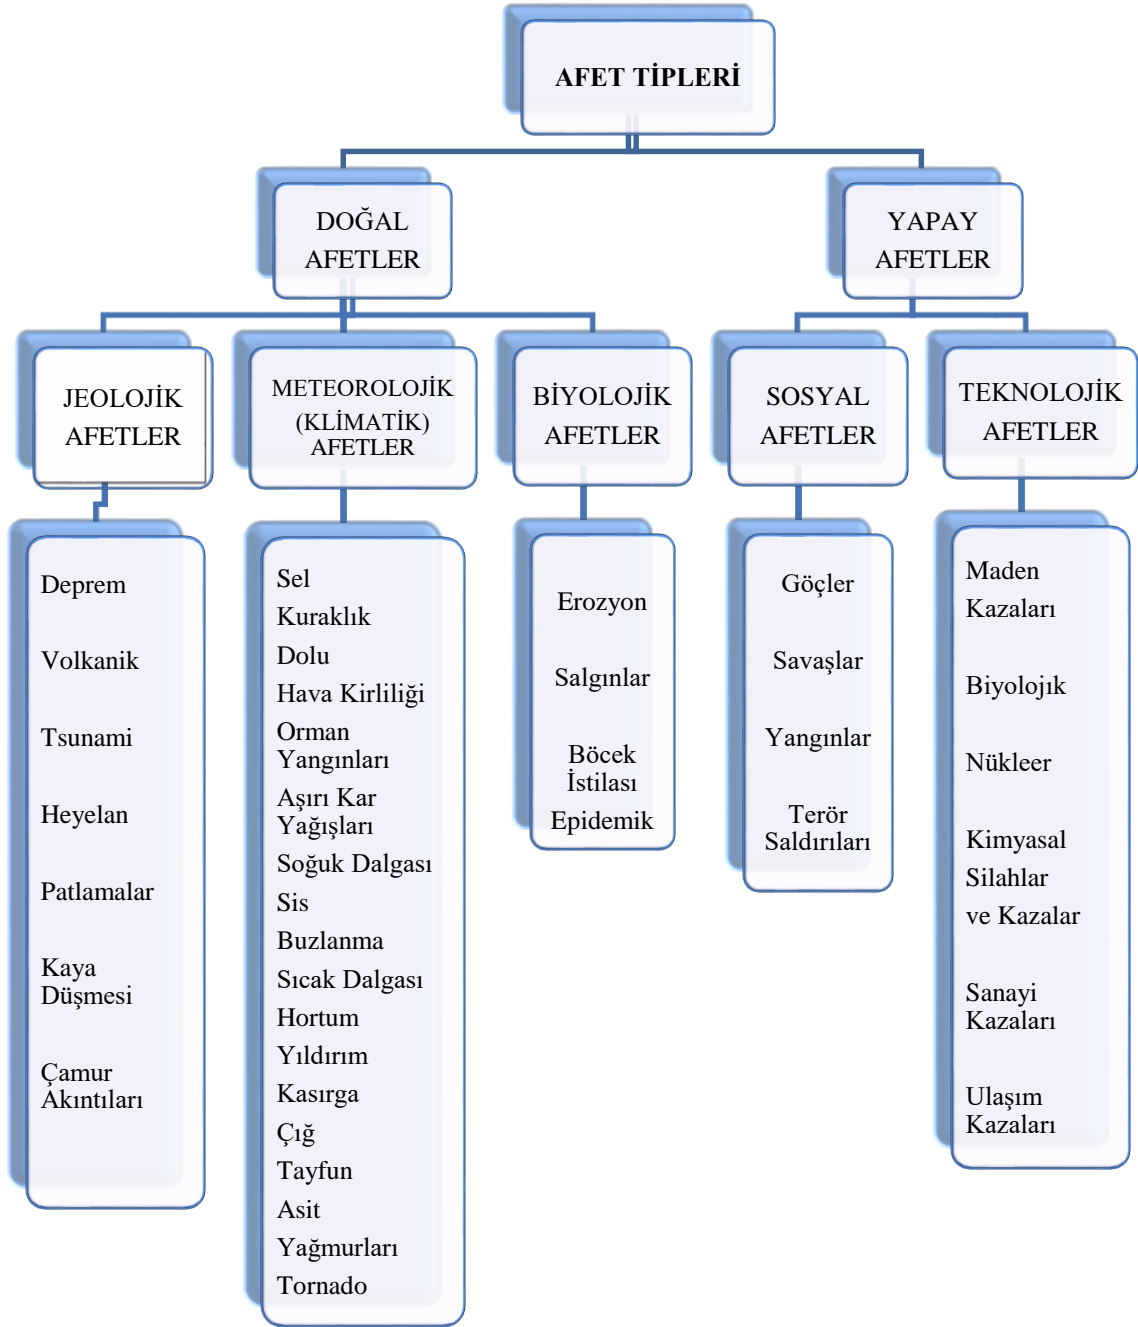 AFET TİPLERİ
DOĞAL
AFETLER
YAPAY
AFETLER
JEOLOJİK
AFETLER
METEOROLOJİK
(KLİMATİK)
AFETLER
BİYOLOJİK
AFETLER
SOSYAL
AFETLER
TEKNOLOJİK
AFETLER
Deprem
Volkanik
Tsunami
Heyelan
Patlamalar
Kaya
Düşmesi
Çamur
Akıntıları
Sel
Kuraklık
Dolu
Hava Kirliliği
Orman
Yangınları
Aşırı Kar
Yağışları
Soğuk Dalgası
Sis
Buzlanma
Sıcak Dalgası
Hortum
Yıldırım
Kasırga
Çığ
Tayfun
Asit
Yağmurları
Tornado
Erozyon
Salgınlar
Böcek
İstilası
Epidemik
Göçler
Savaşlar
Yangınlar
Terör
Saldırıları
Maden
Kazaları
Biyolojık
Nükleer
Kimyasal
Silahlar
ve Kazalar
Sanayi
Kazaları
Ulaşım
Kazaları